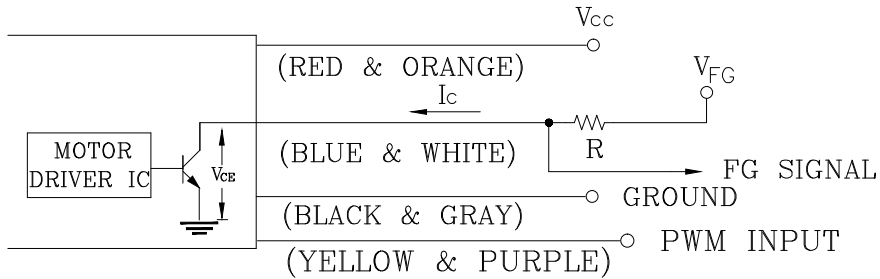 Vcc
(RED & ORANGE)
VFG
Ic
MOTOR
DRIVER IC
VCE
(BLUE & WHITE)
R
FG SIGNAL
GROUND
(BLACK & GRAY)
PWM INPUT
(YELLOW & PURPLE)